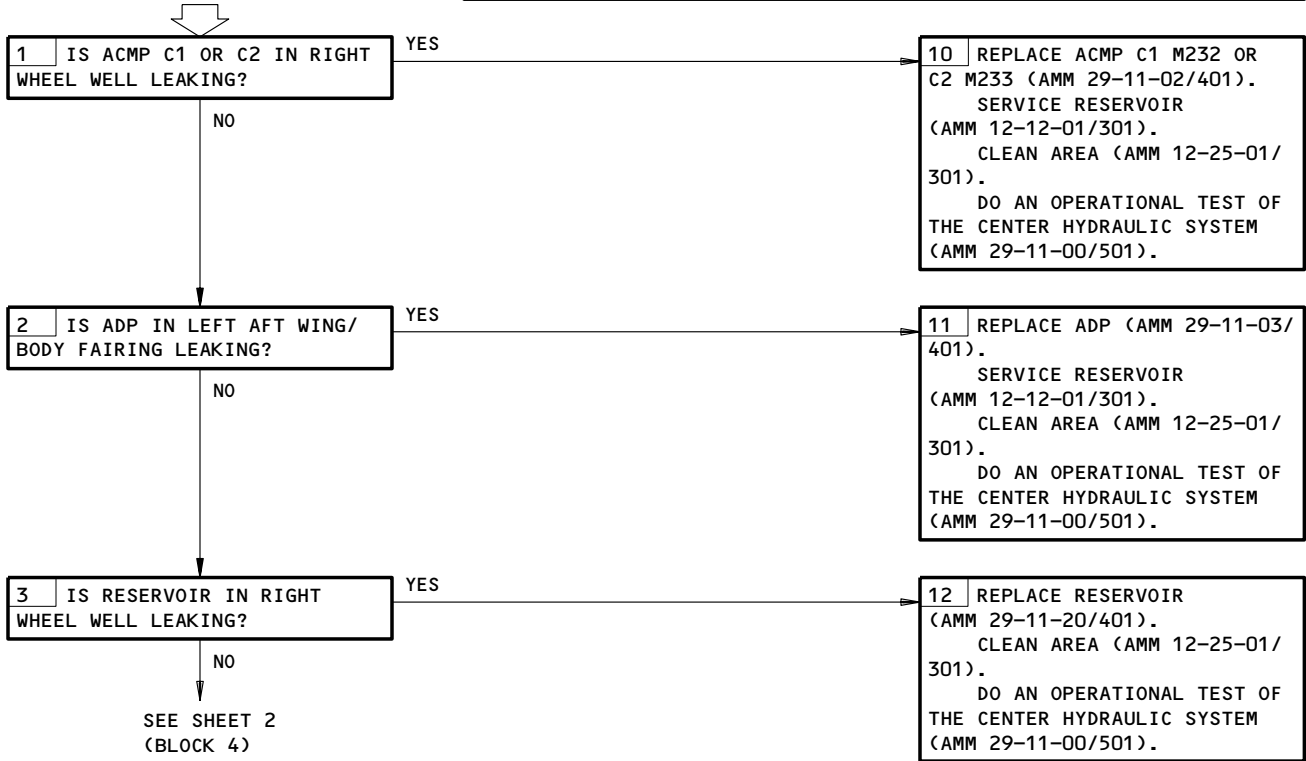 1 IS ACMP C1 OR C2 IN RIGHT
WHEEL WELL LEAKING?
YES
10 REPLACE ACMP C1 M232 OR
C2 M233 (AMM 29-11-02/401).
SERVICE RESERVOIR
(AMM 12-12-01/301).
CLEAN AREA (AMM 12-25-01/
301).
DO AN OPERATIONAL TEST OF
THE CENTER HYDRAULIC SYSTEM
(AMM 29-11-00/501).
NO
2 IS ADP IN LEFT AFT WING/
BODY FAIRING LEAKING?
YES
11 REPLACE ADP (AMM 29-11-03/
401).
SERVICE RESERVOIR
(AMM 12-12-01/301).
CLEAN AREA (AMM 12-25-01/
301).
DO AN OPERATIONAL TEST OF
THE CENTER HYDRAULIC SYSTEM
(AMM 29-11-00/501).
NO
3 IS RESERVOIR IN RIGHT
WHEEL WELL LEAKING?
YES
12 REPLACE RESERVOIR
(AMM 29-11-20/401).
CLEAN AREA (AMM 12-25-01/
301).
DO AN OPERATIONAL TEST OF
THE CENTER HYDRAULIC SYSTEM
(AMM 29-11-00/501).
NO
SEE SHEET 2
(BLOCK 4)